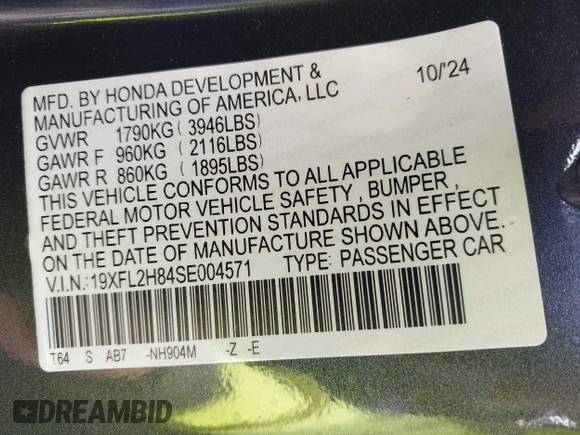 MFD. BY HONDA DEVELOPMENT & 10/'24
MANUFACTURING OF AMERICA, LLC
GVWR 1790KG ( 3946LBS)
GAWR F 960KG ( 2116LBS)
GAWR R 860KG ( 1895LBS)
THIS VEHICLE CONFORMS TO ALL APPLICABLE
FEDERAL MOTOR VEHICLE SAFETY , BUMPER ,
AND THEFT PREVENTION STANDARDS IN EFFECT
ON THE DATE OF MANUFACTURE SHOWN ABOVE.
V.I.N.:19XFL2H84SE004571 TYPE: PASSENGER CAR
T64 S AB7 -NH904M -Z -E
DREAMBID